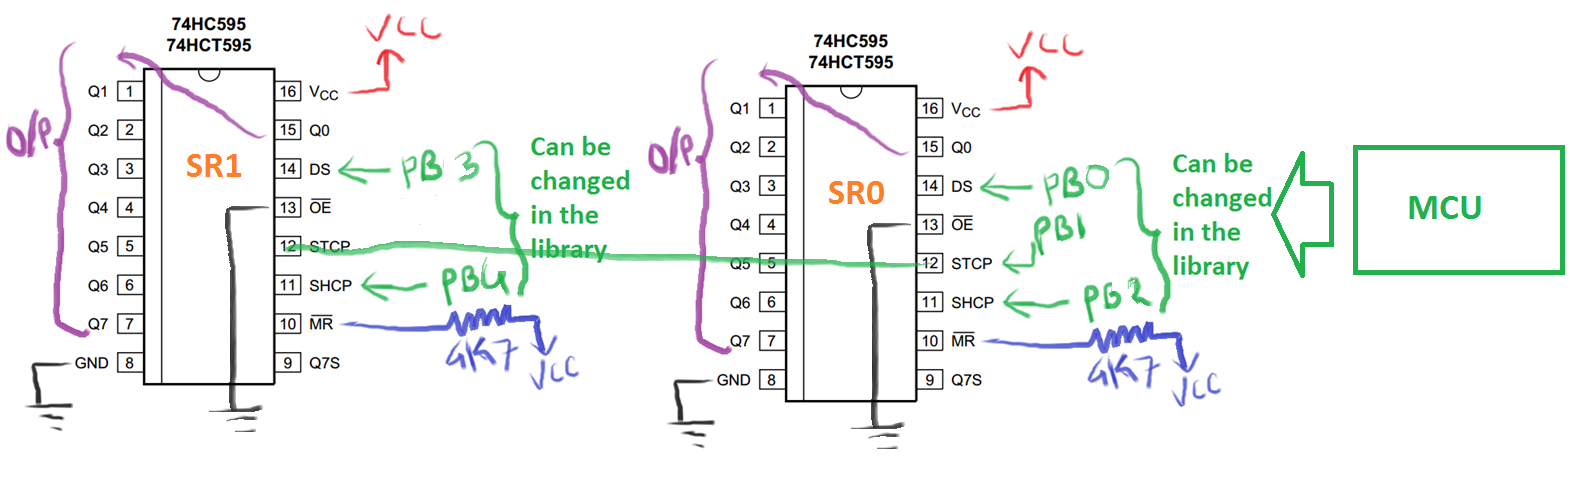 74HC595
74HCT595
VCC
Q1 1 16 VCC
Q2 2 15 Q0
Q3 3 14 DS PB3
Q4 4 13 OE
Q5 5 12 STCP
Q6 6 11 SHCP PB4
Q7 7 10 MR
GND 8 9 Q7S
SR1
O/P
4K7
VCC
Can be
changed
in the
library
74HC595
74HCT595
VCC
Q1 1 16 VCC
Q2 2 15 Q0
Q3 3 14 DS PB0
Q4 4 13 OE PB1
Q5 5 12 STCP
Q6 6 11 SHCP PB2
Q7 7 10 MR
GND 8 9 Q7S
SR0
O/P
4K7
VCC
Can be
changed
in the
library
MCU